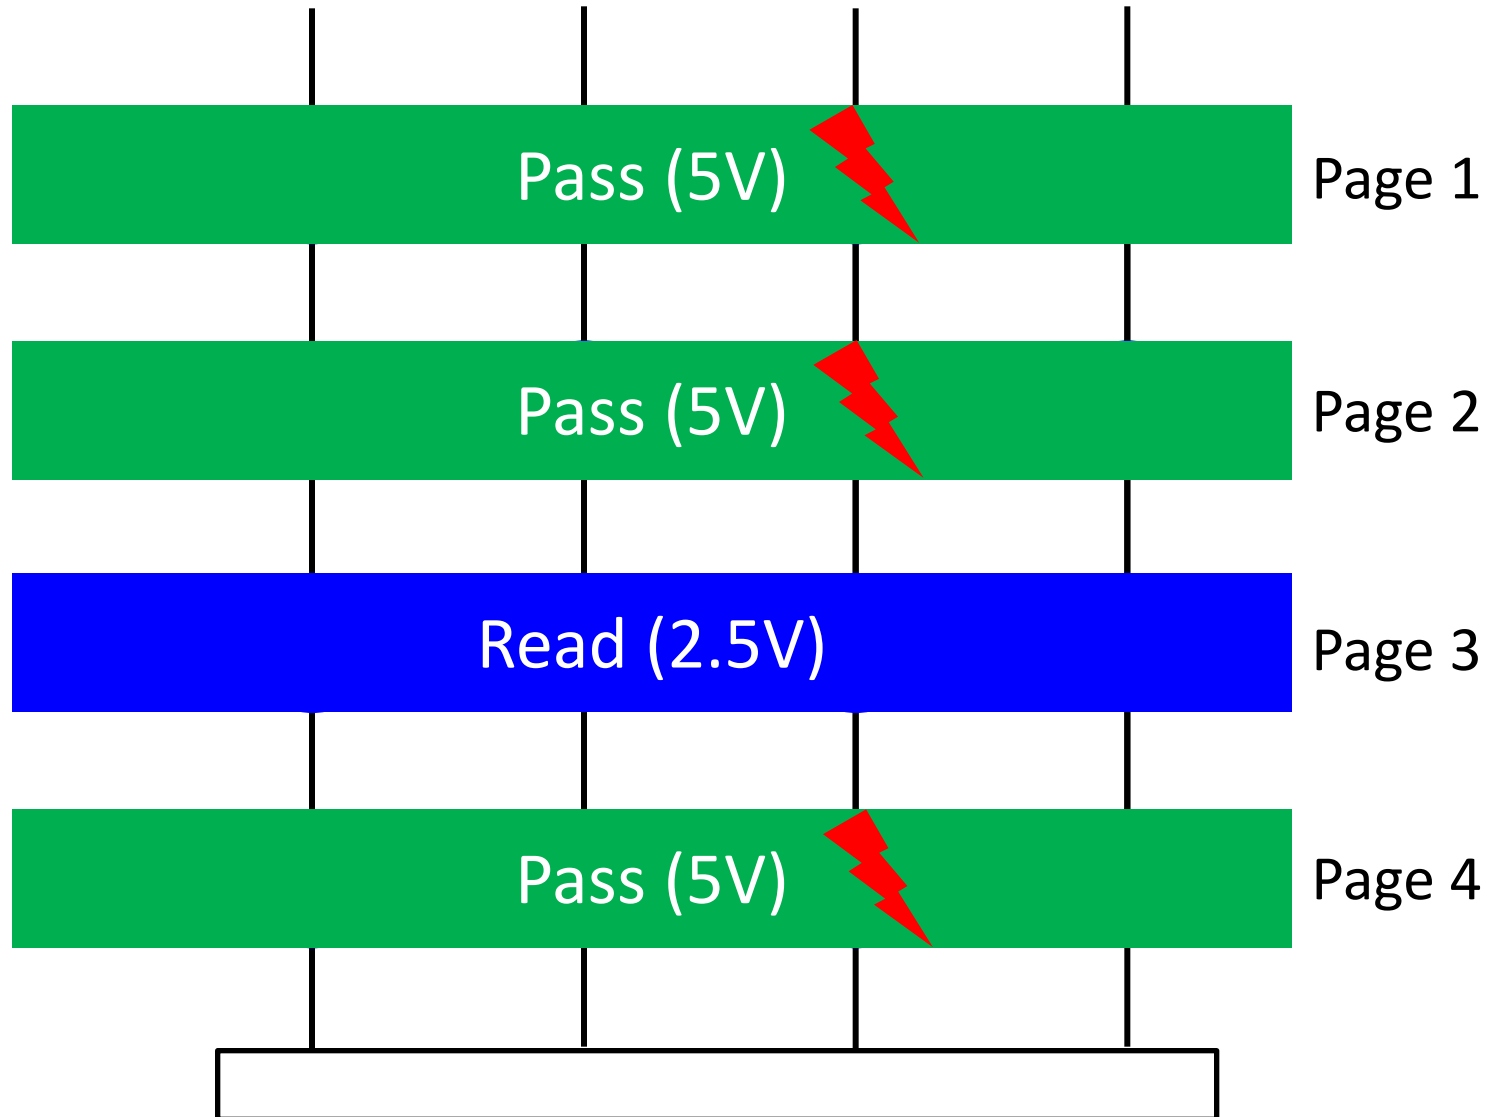 Pass (5V) Page 1
Pass (5V) Page 2
Read (2.5V) Page 3
Pass (5V) Page 4